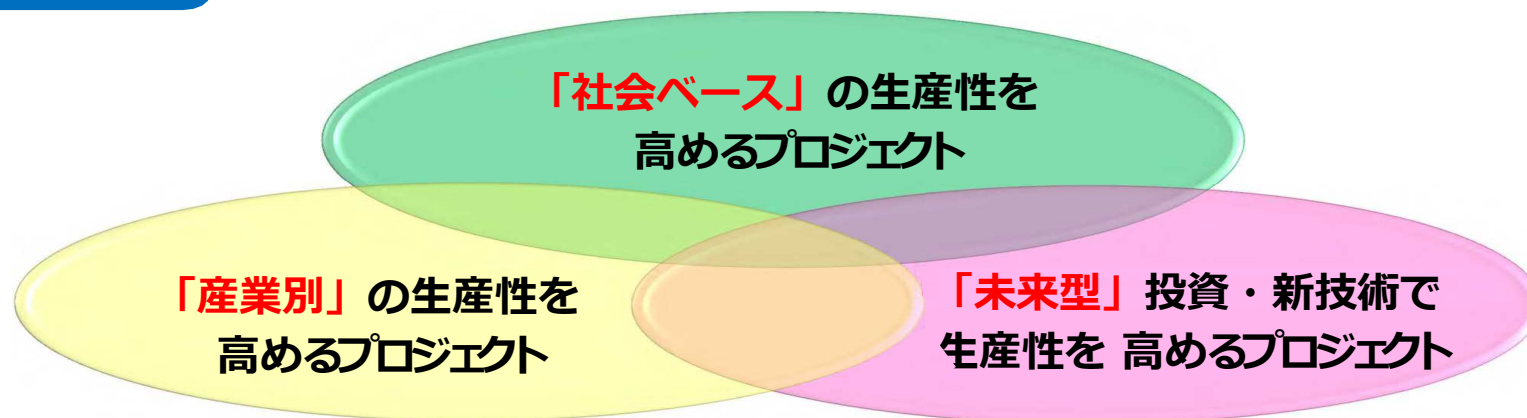 「社会ベース」の生産性を
高めるプロジェクト
「産業別」の生産性を
高めるプロジェクト
「未来型」投資・新技術で
生産性を 高めるプロジェクト